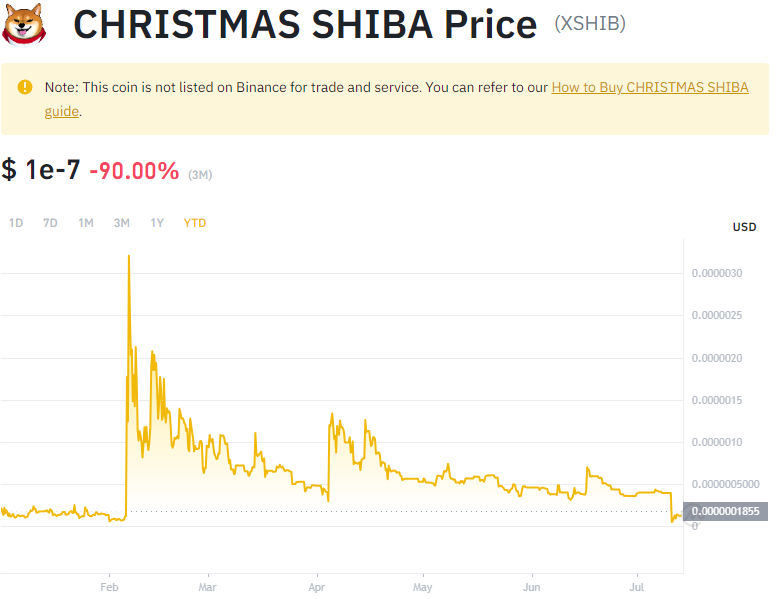 CHRISTMAS SHIBA Price (XSHIB)
Note: This coin is not listed on Binance for trade and service. You can refer to our How to Buy CHRISTMAS SHIBA
guide.
$ 1e-7 -90.00% (3M)
1D 7D 1M 3M 1Y YTD
USD
0.0000030
0.0000025
0.0000020
0.0000015
0.0000010
0.0000005000
0.0000001855
0
Feb Mar Apr May Jun Jul